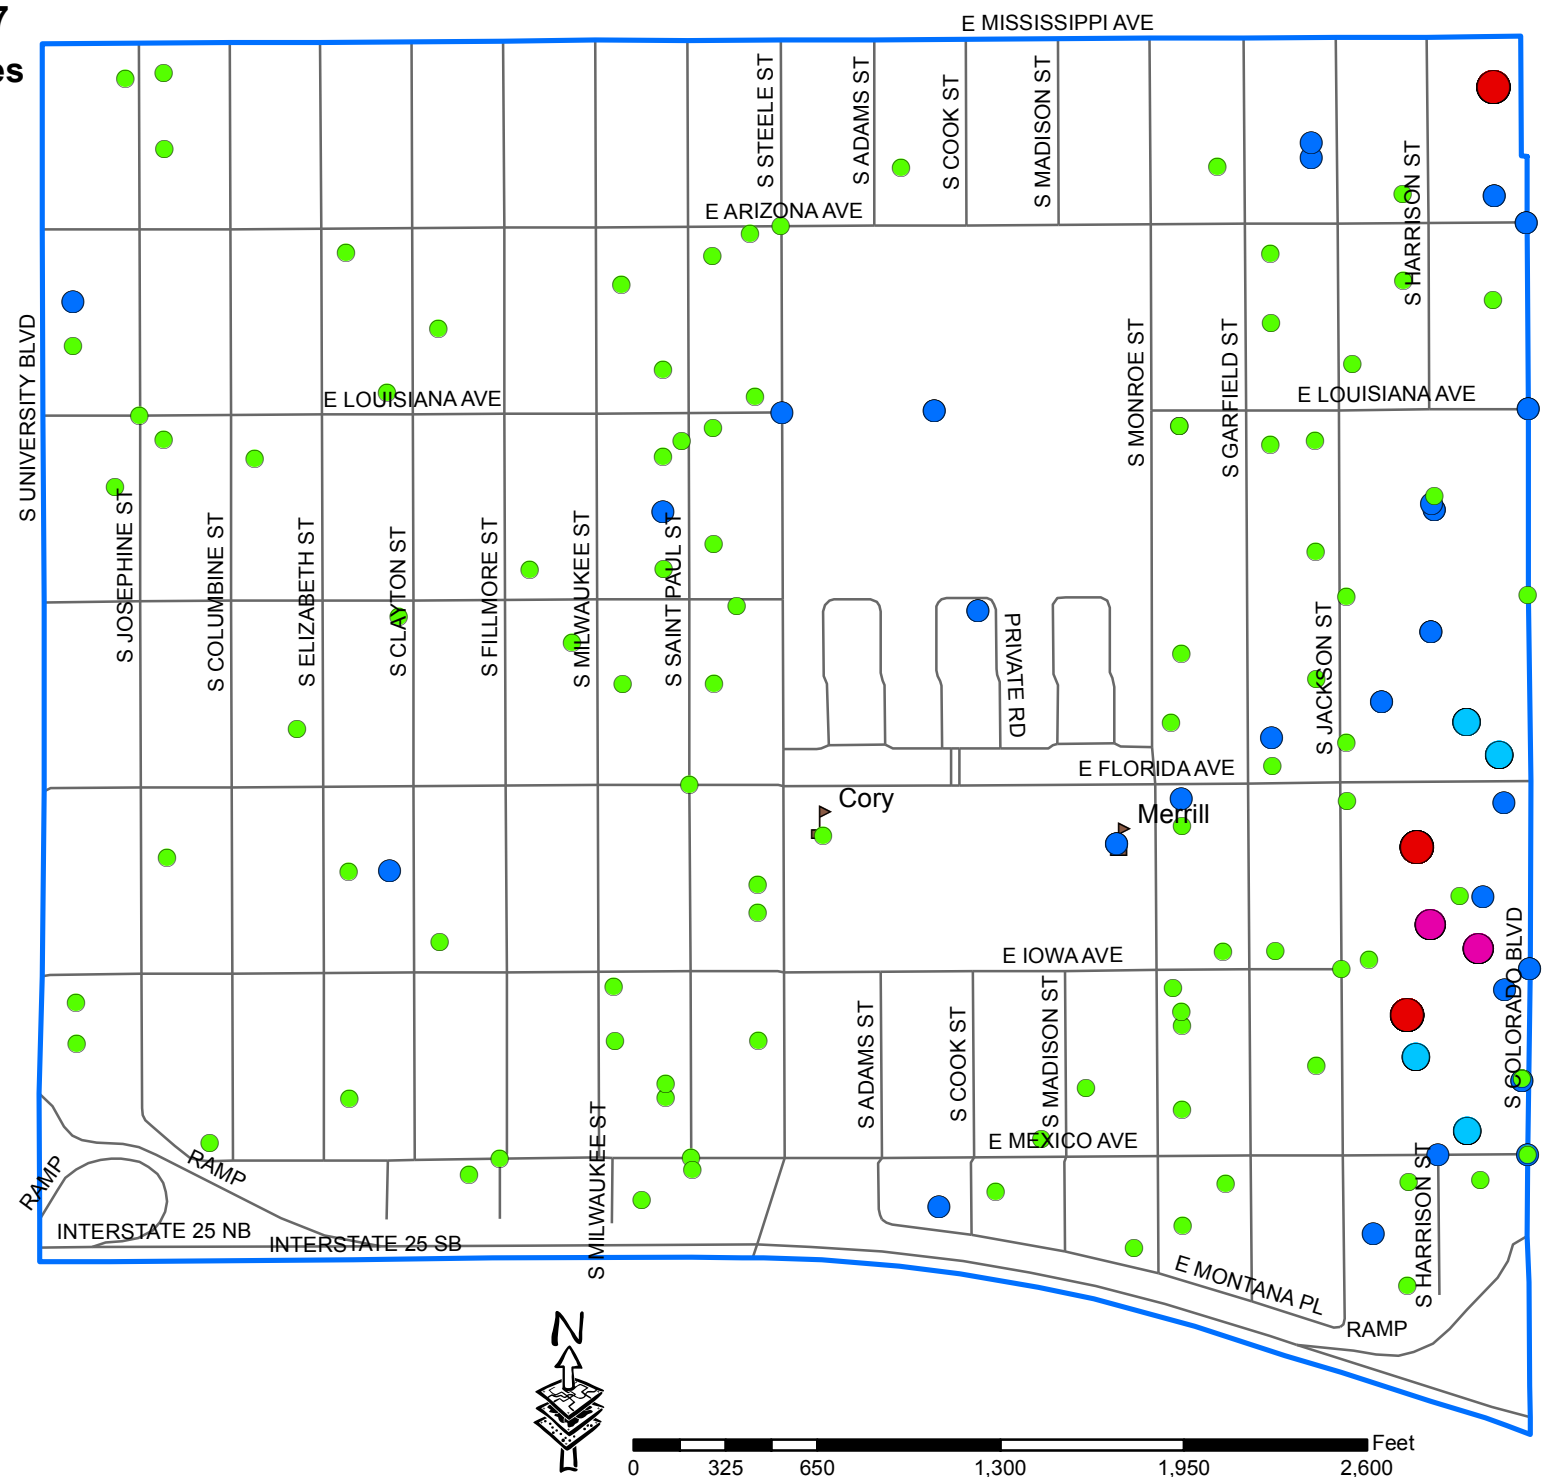 7
es
E MISSISSIPPI AVE
S STEELE ST
S ADAMS ST
S COOK ST
S MADISON ST
S HARRISON ST
E ARIZONA AVE
S UNIVERSITY BLVD
S MONROE ST
S GARFIELD ST
E LOUISIANA AVE
E LOUISIANA AVE
S JOSEPHINE ST
S COLUMBINE ST
S ELIZABETH ST
S CLAYTON ST
S FILLMORE ST
S MILWAUKEE ST
S SAINT PAUL ST
PRIVATE RD
S JACKSON ST
E FLORIDA AVE
Cory
Merrill
E IOWA AVE
S COLORADO BLVD
S ADAMS ST
S COOK ST
S MADISON ST
E MEXICO AVE
S MILWAUKEE ST
RAMP
RAMP
S HARRISON ST
INTERSTATE 25 NB
INTERSTATE 25 SB
E MONTANA PL
RAMP
N
Feet
0 325 650 1,300 1,950 2,600